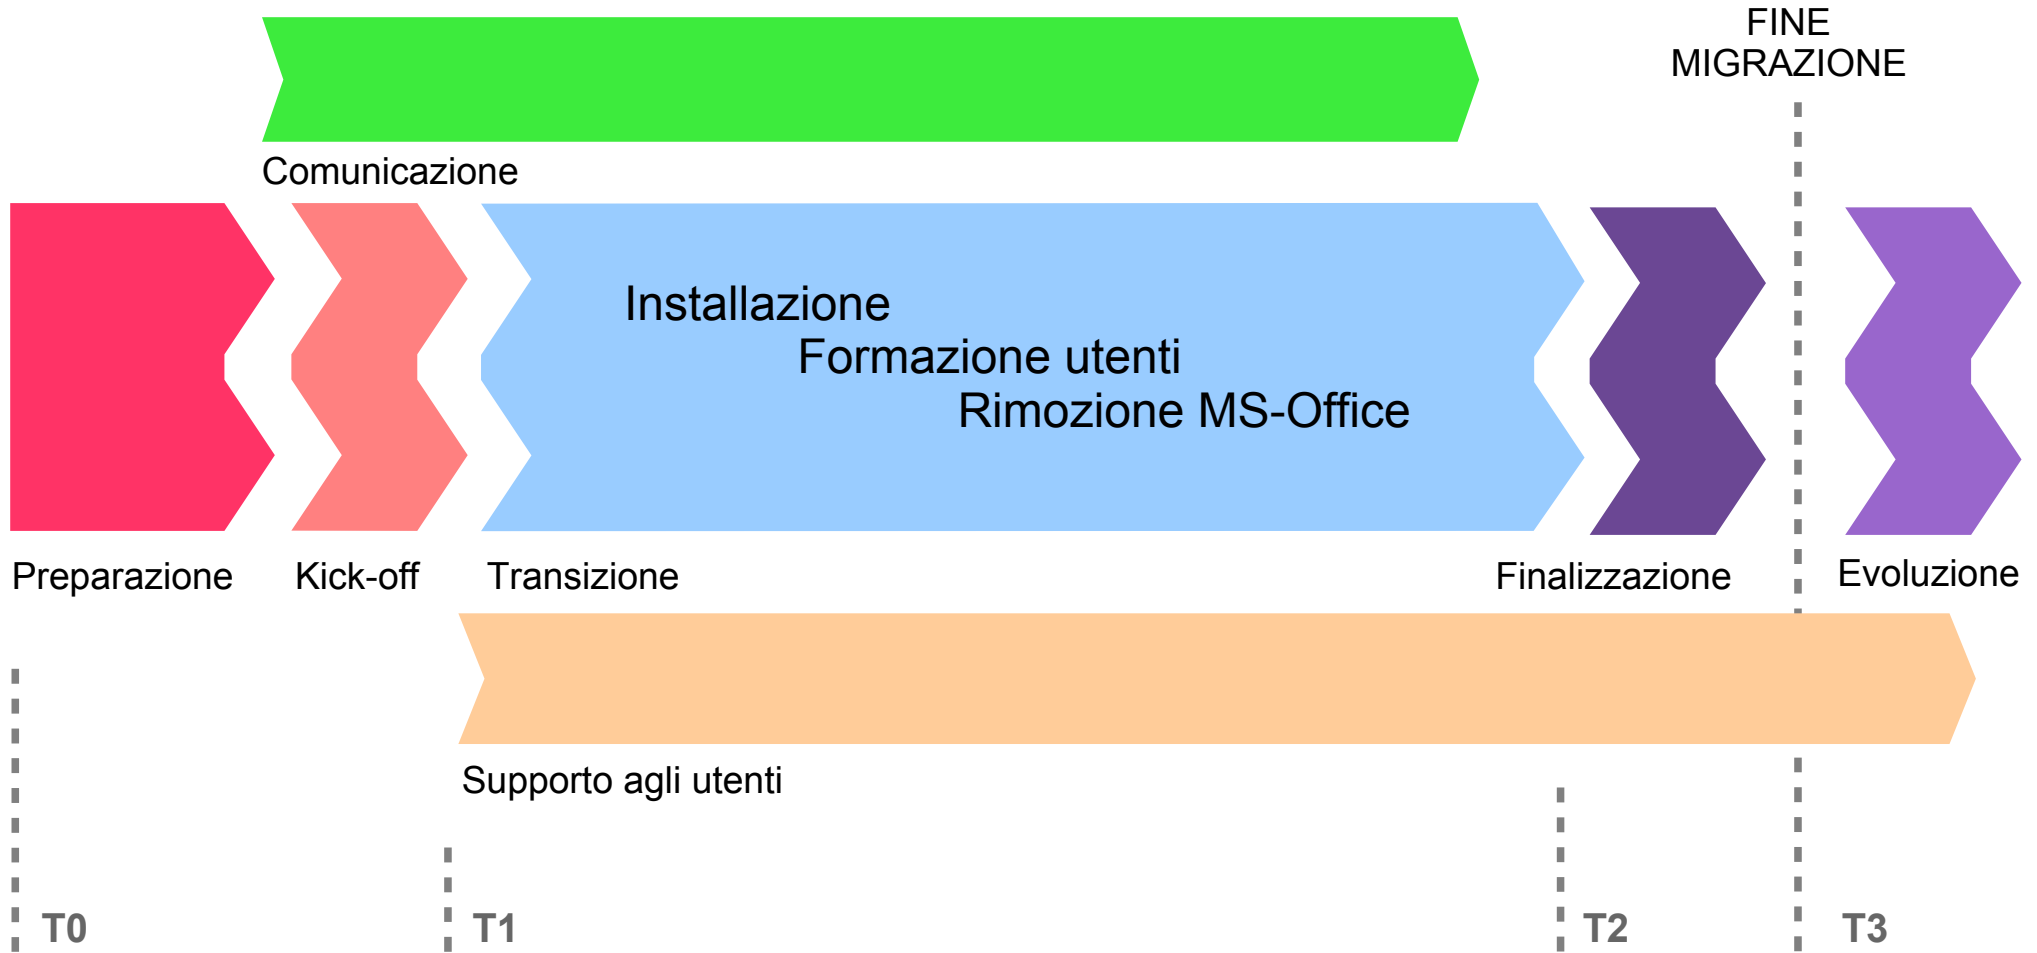 FINE
MIGRAZIONE
Comunicazione
Installazione
Formazione utenti
Rimozione MS-Office
Preparazione
Kick-off
Transizione
Finalizzazione
Evoluzione
Supporto agli utenti
T0
T1
T2
T3